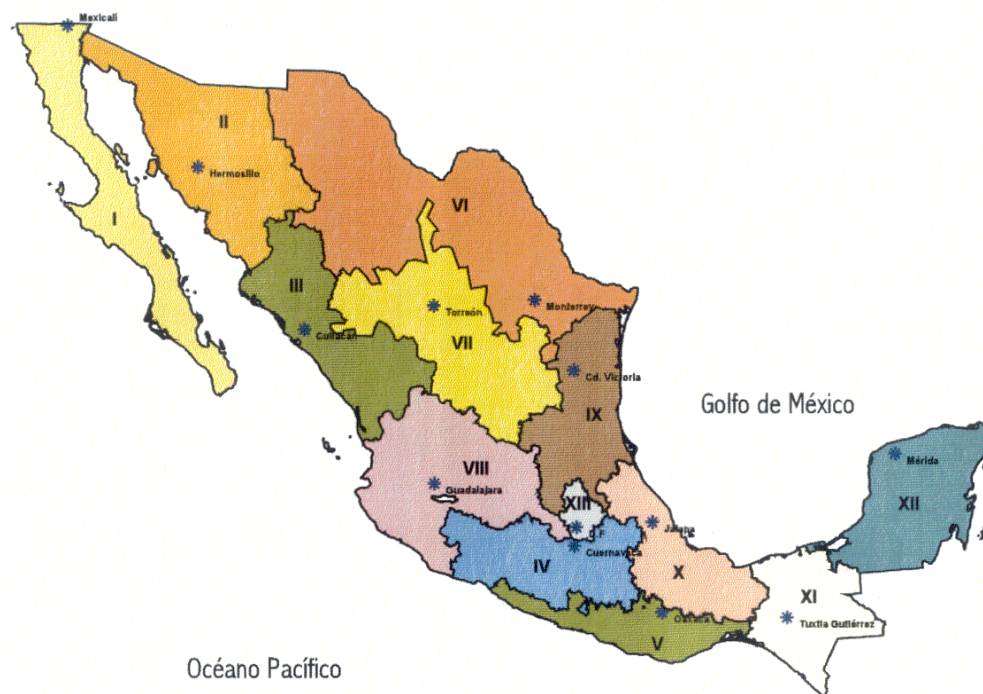 Mexicali
II
Hermosillo
VI
I
III
Torreón
Monterrey
Culiacán
VII
Cd. Victoria
Golfo de México
IX
Mérida
VIII
Guadalajara
XIII
XII
Jalapa
D.F
Cuernavaca
IV
X
XI
Oaxaca
Tuxtla Gutiérrez
V
Océano Pacífico